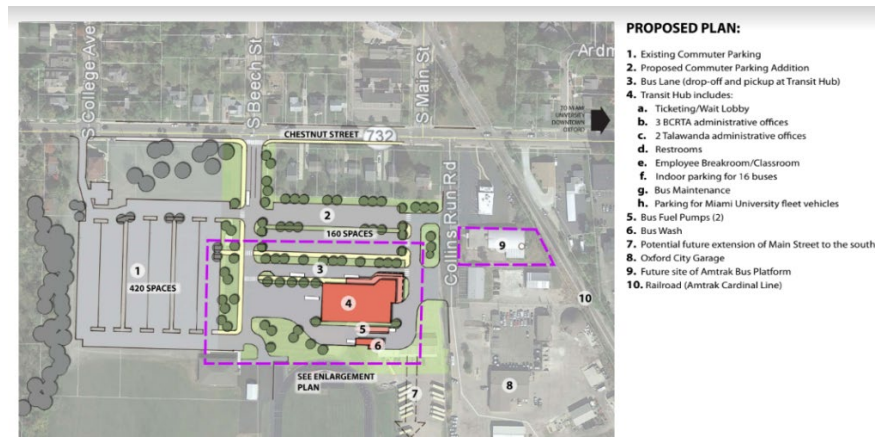 PROPOSED PLAN:
1. Existing Commuter Parking
2. Proposed Commuter Parking Addition
3. Bus Lane (drop-off and pickup at Transit Hub)
4. Transit Hub includes:
a. Ticketing/Wait Lobby
b. 3 BCRTA administrative offices
c. 2 Talawanda administrative offices
d. Restrooms
e. Employee Breakroom/Classroom
f. Indoor parking for 16 buses
g. Bus Maintenance
h. Parking for Miami University fleet vehicles
5. Bus Fuel Pumps (2)
6. Bus Wash
7. Potential future extension of Main Street to the south
8. Oxford City Garage
9. Future site of Amtrak Bus Platform
10. Railroad (Amtrak Cardinal Line)
S College Ave
S Beech St
S Main St
Ardm
TO MIAMI
UNIVERSITY
DOWNTOWN
OXFORD
CHESTNUT STREET
732
Collins Run Rd
2
160 SPACES
9
1
3
420 SPACES
4
10
5
6
SEE ENLARGEMENT
PLAN
7
8